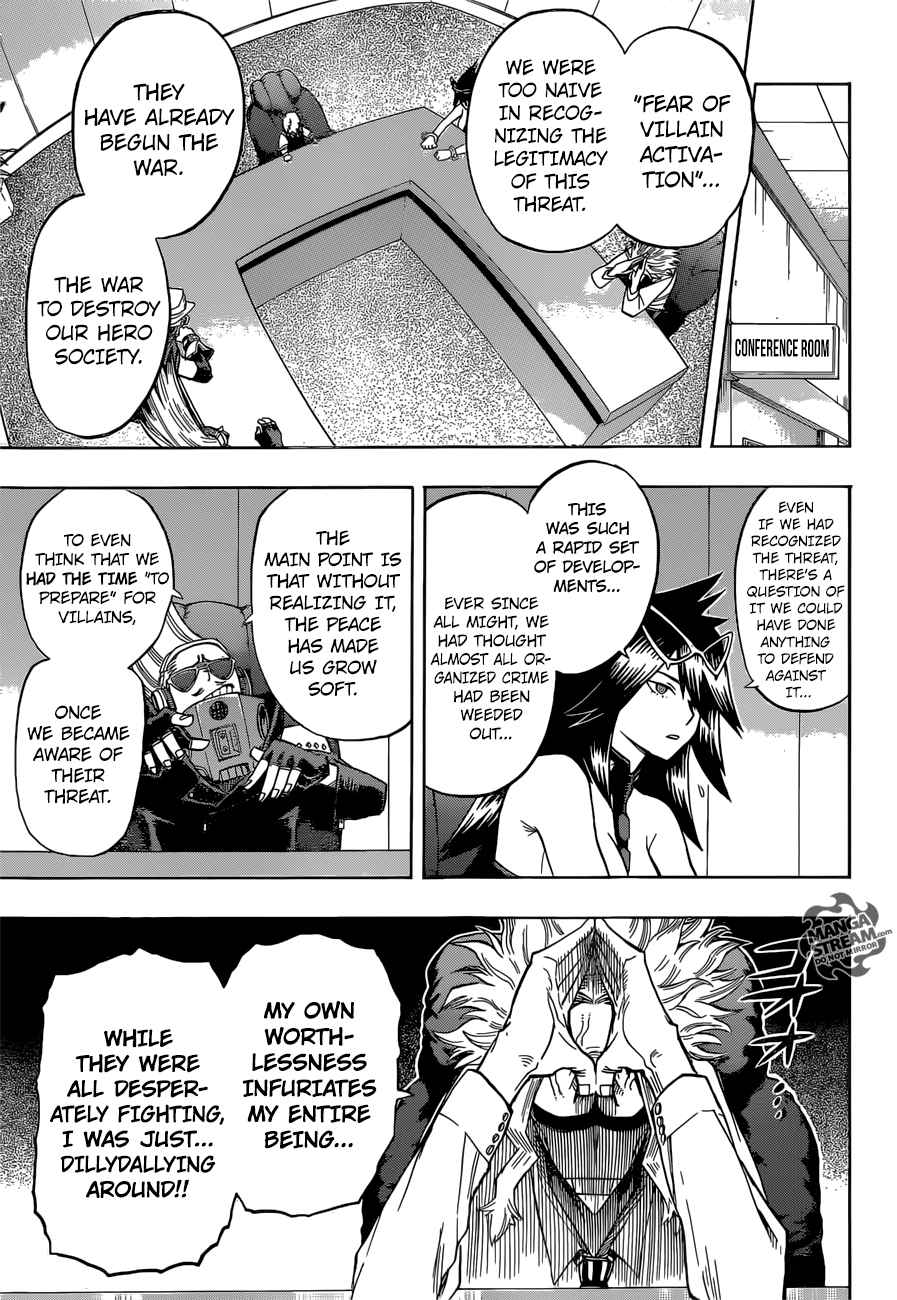 CONFERENCE ROOM
"FEAR OF
VILLAIN
ACTIVA-
TION"...
WE WERE
TOO NAIVE
IN RECOG-
NIZING THE
LEGITIMACY
OF THIS
THREAT.
THEY
HAVE ALREADY
BEGUN THE
WAR.
THE WAR
TO DESTROY
OUR HERO
SOCIETY.
EVEN
IF WE HAD
RECOGNIZED
THE THREAT,
THERE'S A
QUESTION OF
IT WE COULD
HAVE DONE
ANYTHING
TO DEFEND
AGAINST
IT...
THIS
WAS SUCH
A RAPID SET
OF DEVELOP-
MENTS...
EVER SINCE
ALL MIGHT, WE
HAD THOUGHT
ALMOST ALL OR-
GANIZED CRIME
HAD BEEN
WEEDED
OUT...
THE
MAIN POINT IS
THAT WITHOUT
REALIZING IT,
THE PEACE
HAS MADE
US GROW
SOFT.
TO EVEN
THINK THAT WE
HAD THE TIME "TO
PREPARE" FOR
VILLAINS,
ONCE
WE BECAME
AWARE OF
THEIR
THREAT.
MANGA
STREAM.com
DO NOT MIRROR
MY OWN
WORTH-
LESSNESS
INFURIATES
MY ENTIRE
BEING...
WHILE
THEY WERE
ALL DESPER-
ATELY FIGHTING,
I WAS JUST...
DILLYDALLYING
AROUND!!